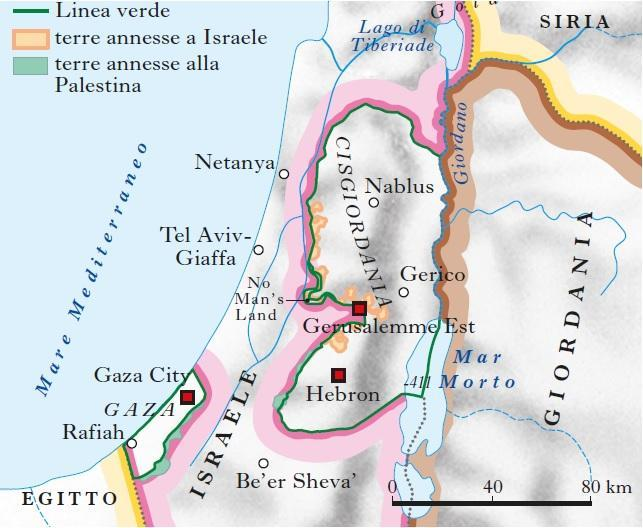 Linea verde
terre annesse a Israele
terre annesse alla
Palestina
Lago di
Tiberiade
G o l a
SIRIA
Mare Mediterraneo
Netanya
CISGIORDANIA
Giordano
Nablus
Tel Aviv-
Giaffa
No
Man's
Land
Gerico
Gerusalemme Est
GIORDANIA
Mar
Morto
-411
Gaza City
GAZA
Hebron
Rafiah
ISRAELE
Be'er Sheva'
EGITTO
0 40 80 km